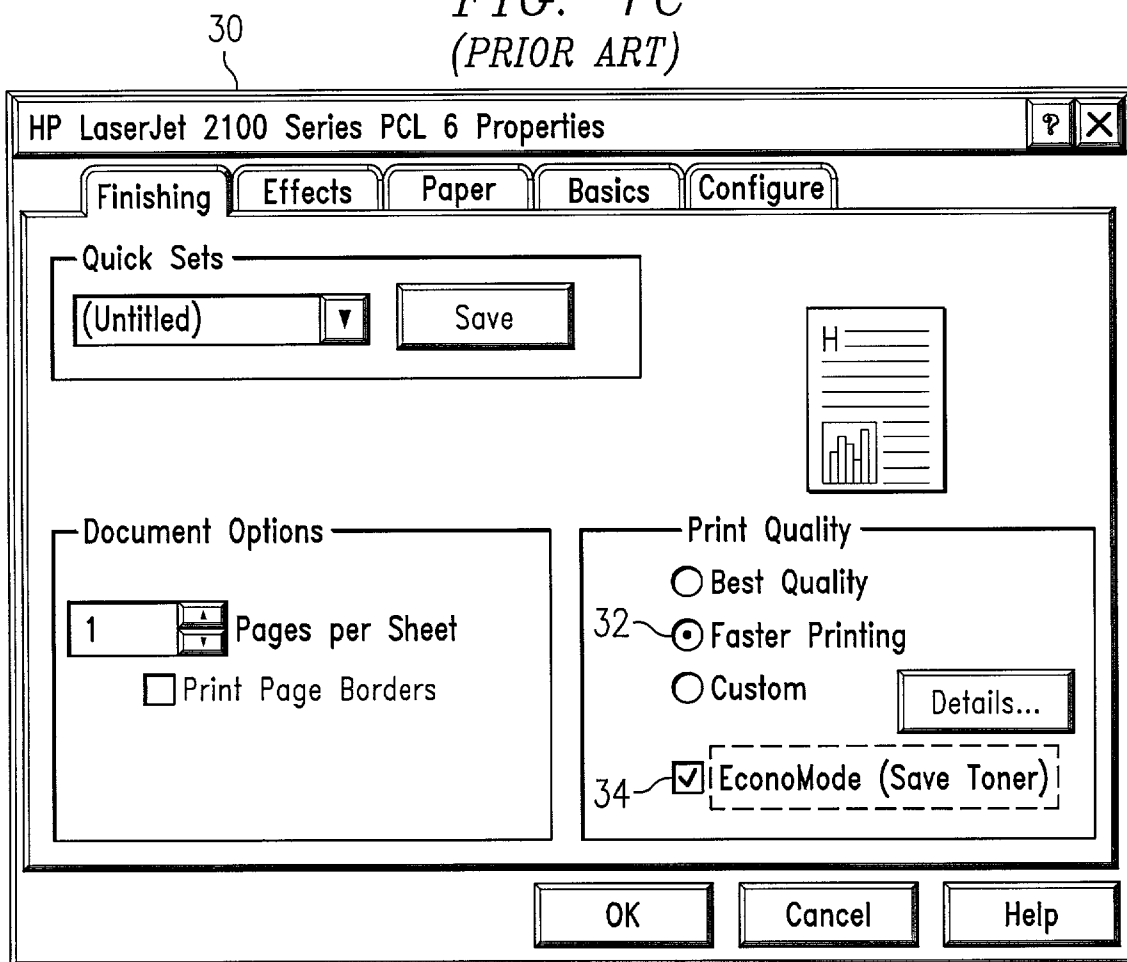 FIG. 1C
(PRIOR ART)
30
HP LaserJet 2100 Series PCL 6 Properties ? X
Finishing Effects Paper Basics Configure
Quick Sets
(Untitled) ▼ Save
H
Document Options
1 Pages per Sheet
Print Page Borders
Print Quality
Best Quality
32 Faster Printing
Custom Details...
34 EconoMode (Save Toner)
OK Cancel Help